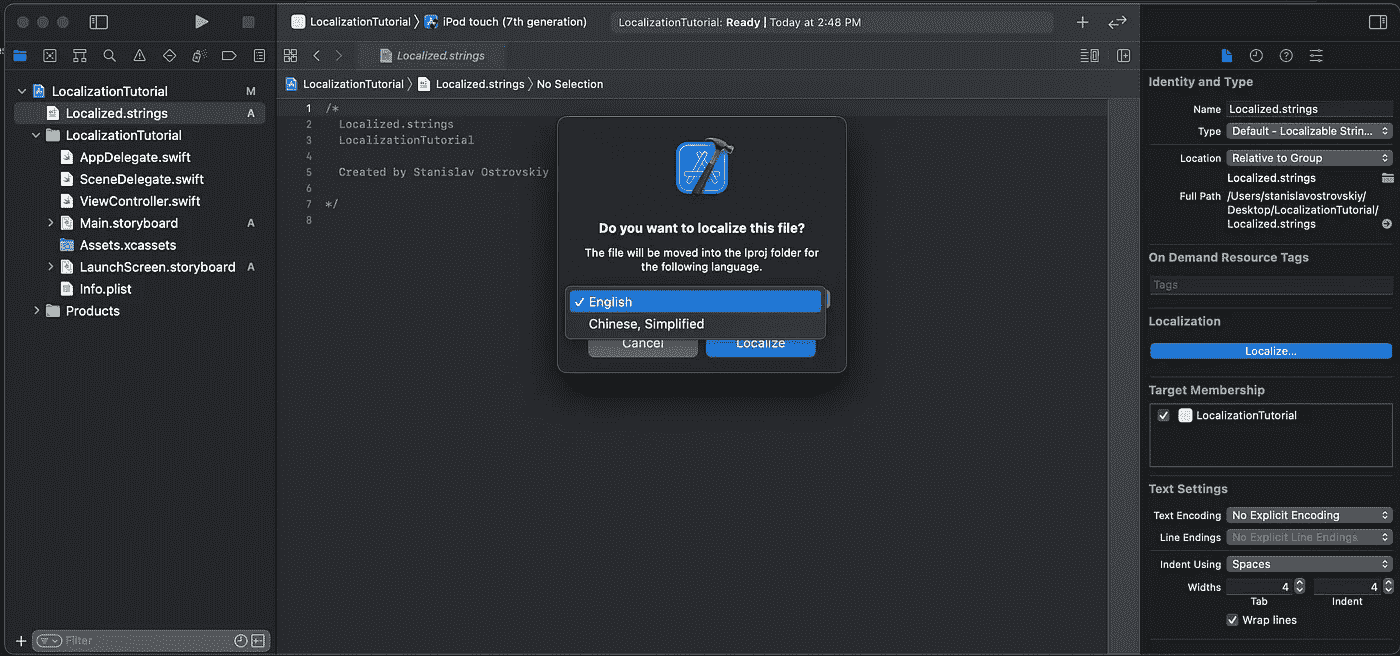 LocalizationTutorial 〉 iPod touch (7th generation)
LocalizationTutorial: Ready | Today at 2:48 PM
Localized.strings
LocalizationTutorial 〉 Localized.strings 〉 No Selection
LocalizationTutorial M
Localized.strings A
LocalizationTutorial
AppDelegate.swift
SceneDelegate.swift
ViewController.swift
Main.storyboard A
Assets.xcassets
LaunchScreen.storyboard A
Info.plist
Products
Filter
1 /*
2 Localized.strings
3 LocalizationTutorial
4
5 Created by Stanislav Ostrovskiy
6
7 */
8
Do you want to localize this file?
The file will be moved into the lproj folder for
the following language.
✓ English
Chinese, Simplified
Cancel Localize
Identity and Type
Name Localized.strings
Type Default - Localizable Strin...
Location Relative to Group
Localized.strings
Full Path /Users/stanislavostrovskiy/
Desktop/LocalizationTutorial/
Localized.strings
On Demand Resource Tags
Tags
Localization
Localize...
Target Membership
LocalizationTutorial
Text Settings
Text Encoding No Explicit Encoding
Line Endings No Explicit Line Endings
Indent Using Spaces
Widths 4 4
Tab Indent
Wrap lines